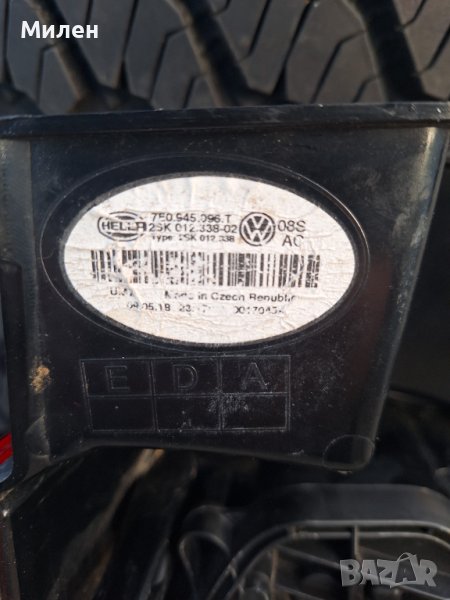 Милен
7E0.945.096.T
HELLA 2SK 012.338-02
Type 2SK 012.338
08S
AC
Made in Czech Republic
09.05.18
E D A
BAZAR